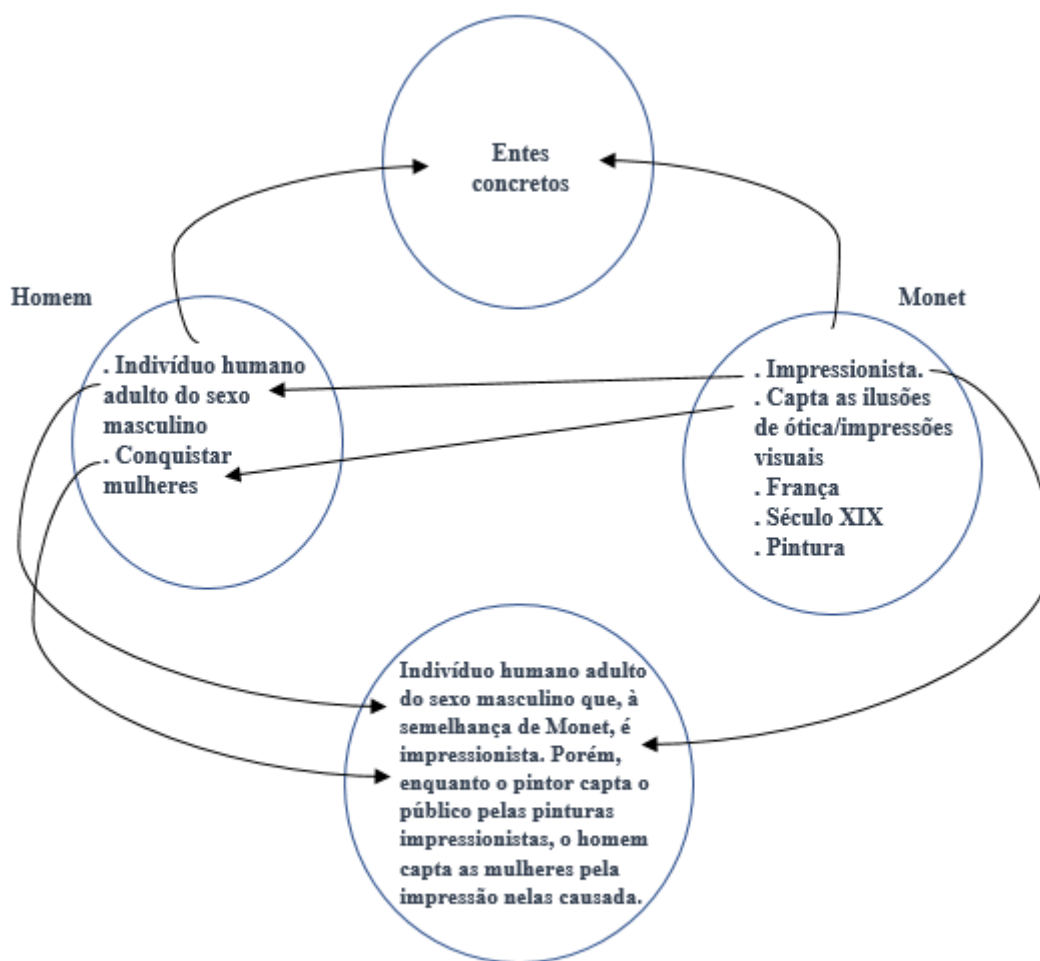 Entes
concretos
Homem
Monet
. Indivíduo humano
adulto do sexo
masculino
. Conquistar
mulheres
. Impressionista.
. Capta as ilusões
de ótica/impressões
visuais
. França
. Século XIX
. Pintura
Indivíduo humano adulto
do sexo masculino que, à
semelhança de Monet, é
impressionista. Porém,
enquanto o pintor capta o
público pelas pinturas
impressionistas, o homem
capta as mulheres pela
impressão nelas causada.